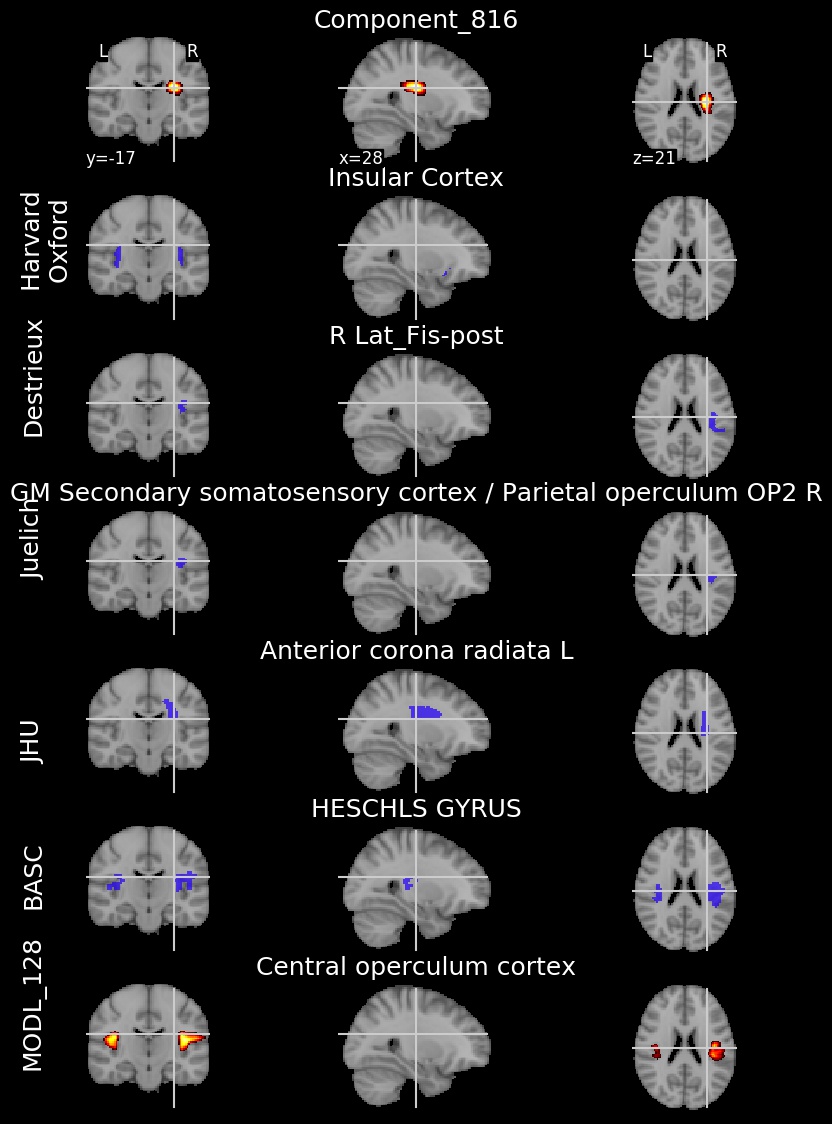 Component_816
L R
L R
y=-17
x=28
z=21
Insular Cortex
Harvard
Oxford
R Lat_Fis-post
Destrieux
GM Secondary somatosensory cortex / Parietal operculum OP2 R
Juelich
Anterior corona radiata L
JHU
HESCHLS GYRUS
BASC
Central operculum cortex
MODL_128